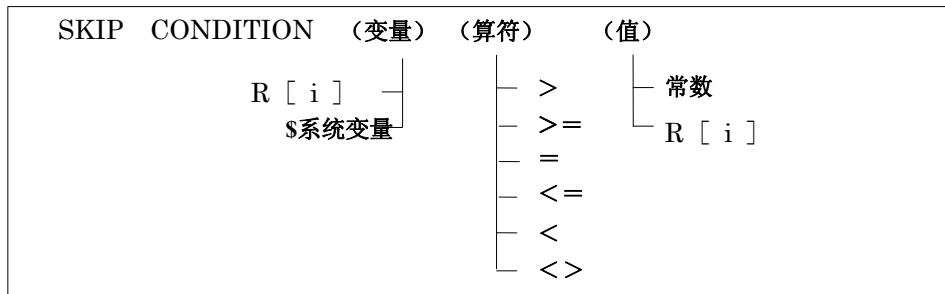 SKIP CONDITION （变量） （算符） （值）
R［i］ > 常数
$系统变量 >= R［i］
=
<=
<
<>